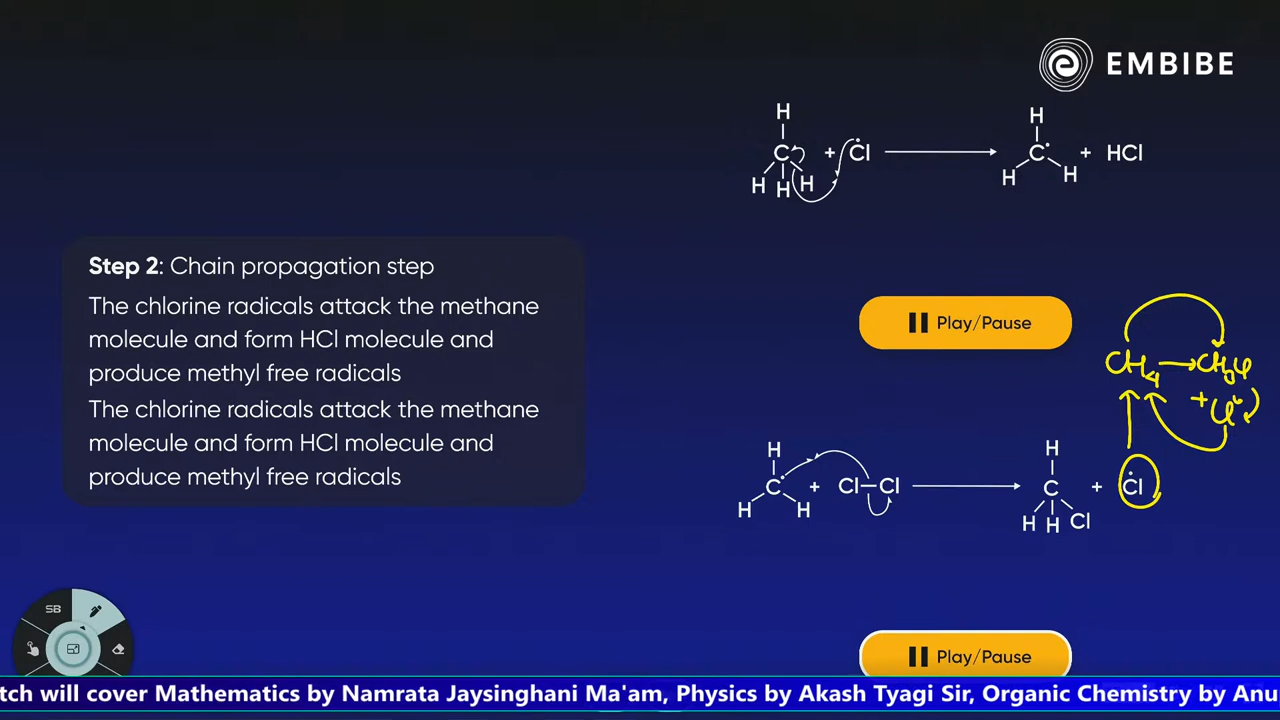 EMBIBE
H
C + Cl → C + HCl
H H H H H
Step 2: Chain propagation step
The chlorine radicals attack the methane
molecule and form HCl molecule and
produce methyl free radicals
The chlorine radicals attack the methane
molecule and form HCl molecule and
produce methyl free radicals
Play/Pause
CH4 → CH3Cl
+ Cl
H H
C + Cl—Cl → C + Cl
H H H H Cl
SB
Play/Pause
tch will cover Mathematics by Namrata Jaysinghani Ma'am, Physics by Akash Tyagi Sir, Organic Chemistry by Anu